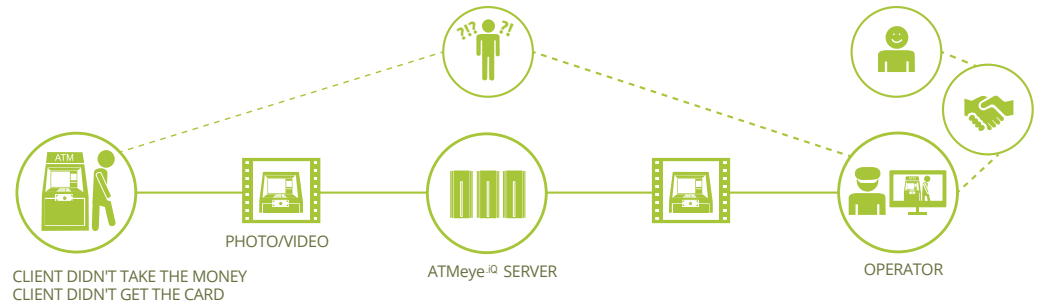 ?!? ?!
ATM
PHOTO/VIDEO
ATMeye.iQ SERVER
OPERATOR
CLIENT DIDN'T TAKE THE MONEY
CLIENT DIDN'T GET THE CARD